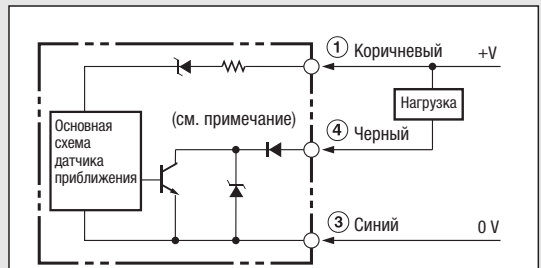 ① Коричневый +V
Нагрузка
Основная
схема
датчика
приближения
(см. примечание)
④ Черный
③ Синий 0 V